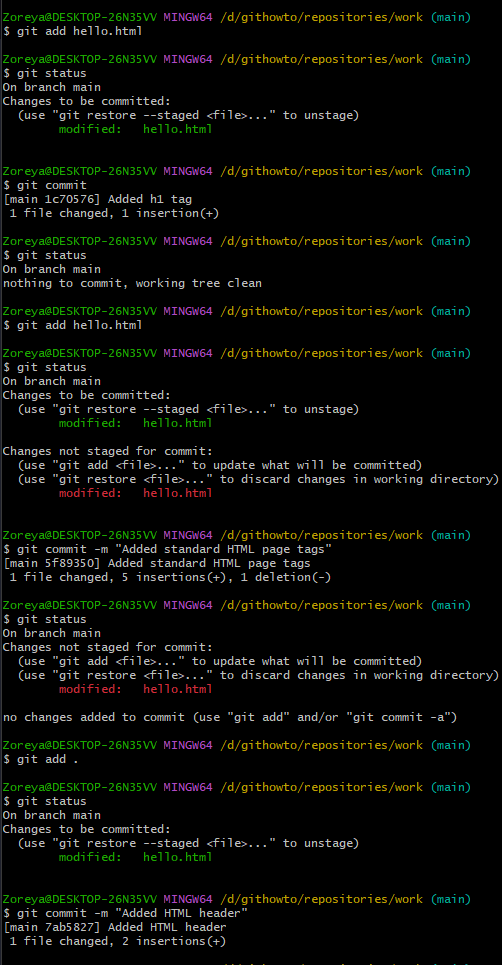 Zoreya@DESKTOP-26N35VV MINGW64 /d/githowto/repositories/work (main)
$ git add hello.html
Zoreya@DESKTOP-26N35VV MINGW64 /d/githowto/repositories/work (main)
$ git status
On branch main
Changes to be committed:
  (use "git restore --staged <file>..." to unstage)
        modified:   hello.html
Zoreya@DESKTOP-26N35VV MINGW64 /d/githowto/repositories/work (main)
$ git commit
[main 1c70576] Added h1 tag
 1 file changed, 1 insertion(+)
Zoreya@DESKTOP-26N35VV MINGW64 /d/githowto/repositories/work (main)
$ git status
On branch main
nothing to commit, working tree clean
Zoreya@DESKTOP-26N35VV MINGW64 /d/githowto/repositories/work (main)
$ git add hello.html
Zoreya@DESKTOP-26N35VV MINGW64 /d/githowto/repositories/work (main)
$ git status
On branch main
Changes to be committed:
  (use "git restore --staged <file>..." to unstage)
        modified:   hello.html
Changes not staged for commit:
  (use "git add <file>..." to update what will be committed)
  (use "git restore <file>..." to discard changes in working directory)
        modified:   hello.html
Zoreya@DESKTOP-26N35VV MINGW64 /d/githowto/repositories/work (main)
$ git commit -m "Added standard HTML page tags"
[main 5f89350] Added standard HTML page tags
 1 file changed, 5 insertions(+), 1 deletion(-)
Zoreya@DESKTOP-26N35VV MINGW64 /d/githowto/repositories/work (main)
$ git status
On branch main
Changes not staged for commit:
  (use "git add <file>..." to update what will be committed)
  (use "git restore <file>..." to discard changes in working directory)
        modified:   hello.html
no changes added to commit (use "git add" and/or "git commit -a")
Zoreya@DESKTOP-26N35VV MINGW64 /d/githowto/repositories/work (main)
$ git add .
Zoreya@DESKTOP-26N35VV MINGW64 /d/githowto/repositories/work (main)
$ git status
On branch main
Changes to be committed:
  (use "git restore --staged <file>..." to unstage)
        modified:   hello.html
Zoreya@DESKTOP-26N35VV MINGW64 /d/githowto/repositories/work (main)
$ git commit -m "Added HTML header"
[main 7ab5827] Added HTML header
 1 file changed, 2 insertions(+)